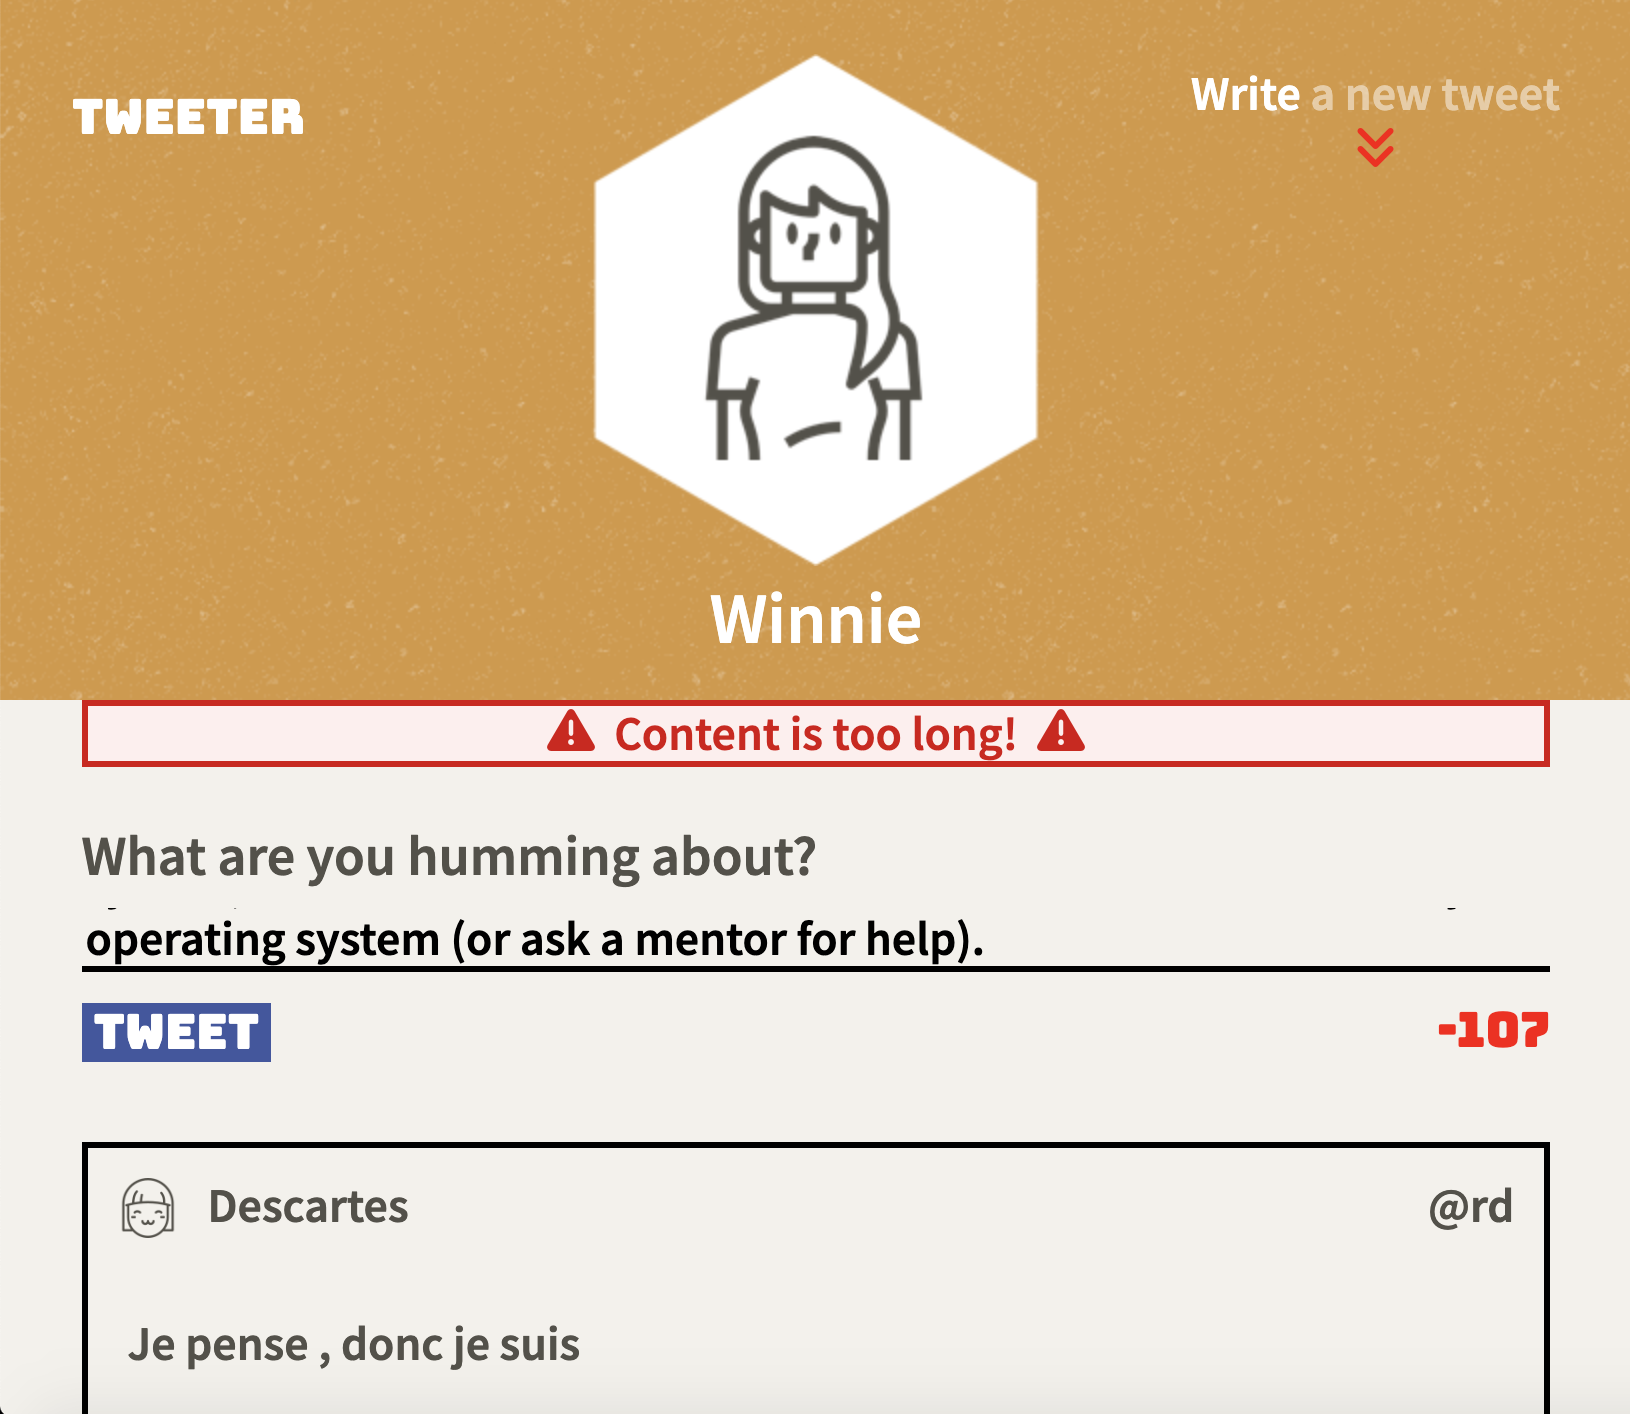 TWEETER
Write a new tweet
Winnie
Content is too long!
What are you humming about?
operating system (or ask a mentor for help).
TWEET
-107
Descartes
@rd
Je pense , donc je suis